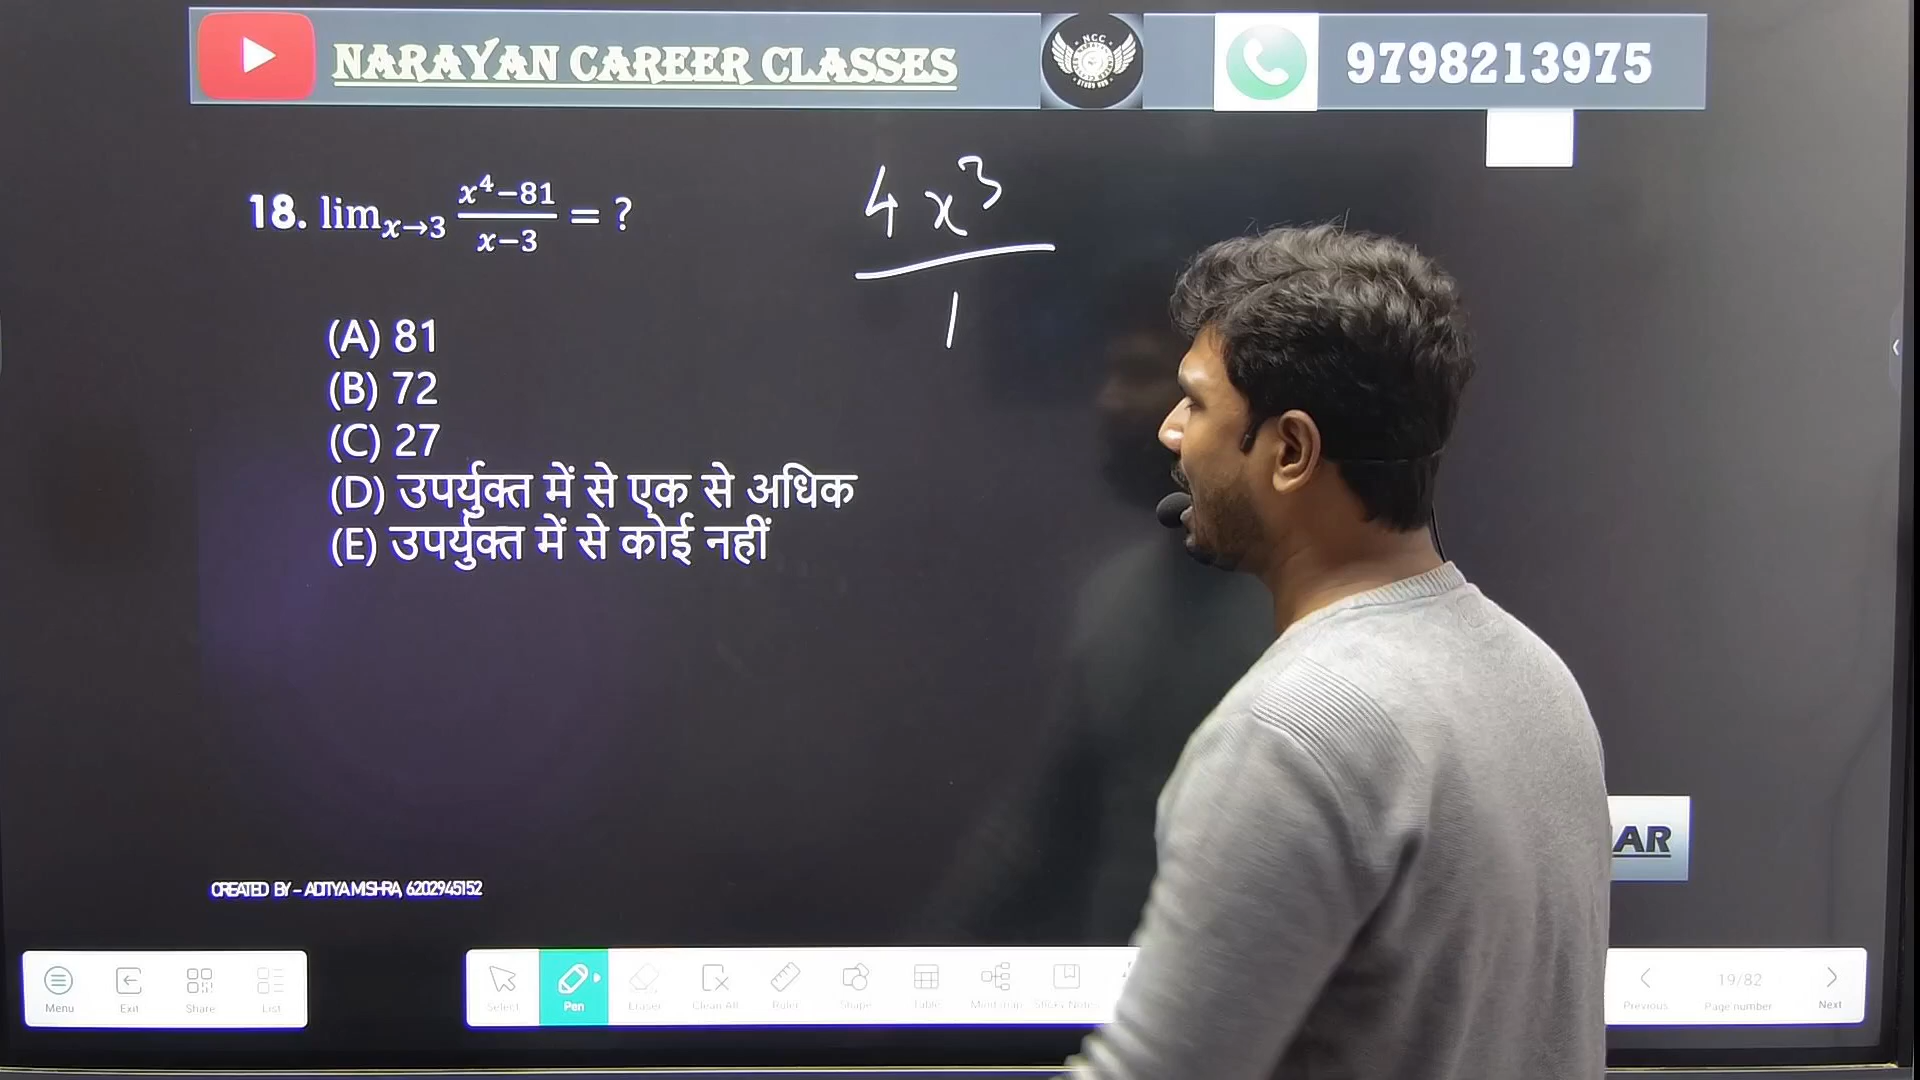 NARAYAN CAREER CLASSES
NCC
9798213975
18. lim x→3 x⁴−81 / x−3 = ?
4x³
1
(A) 81
(B) 72
(C) 27
(D) उपर्युक्त में से एक से अधिक
(E) उपर्युक्त में से कोई नहीं
AR
CREATED BY – ADITYA MISHRA, 6202945152
Menu Exit Share List
Select Pen Eraser Clean All Ruler Shape Table Mind map Sticky Notes
19/82
Previous Page number Next